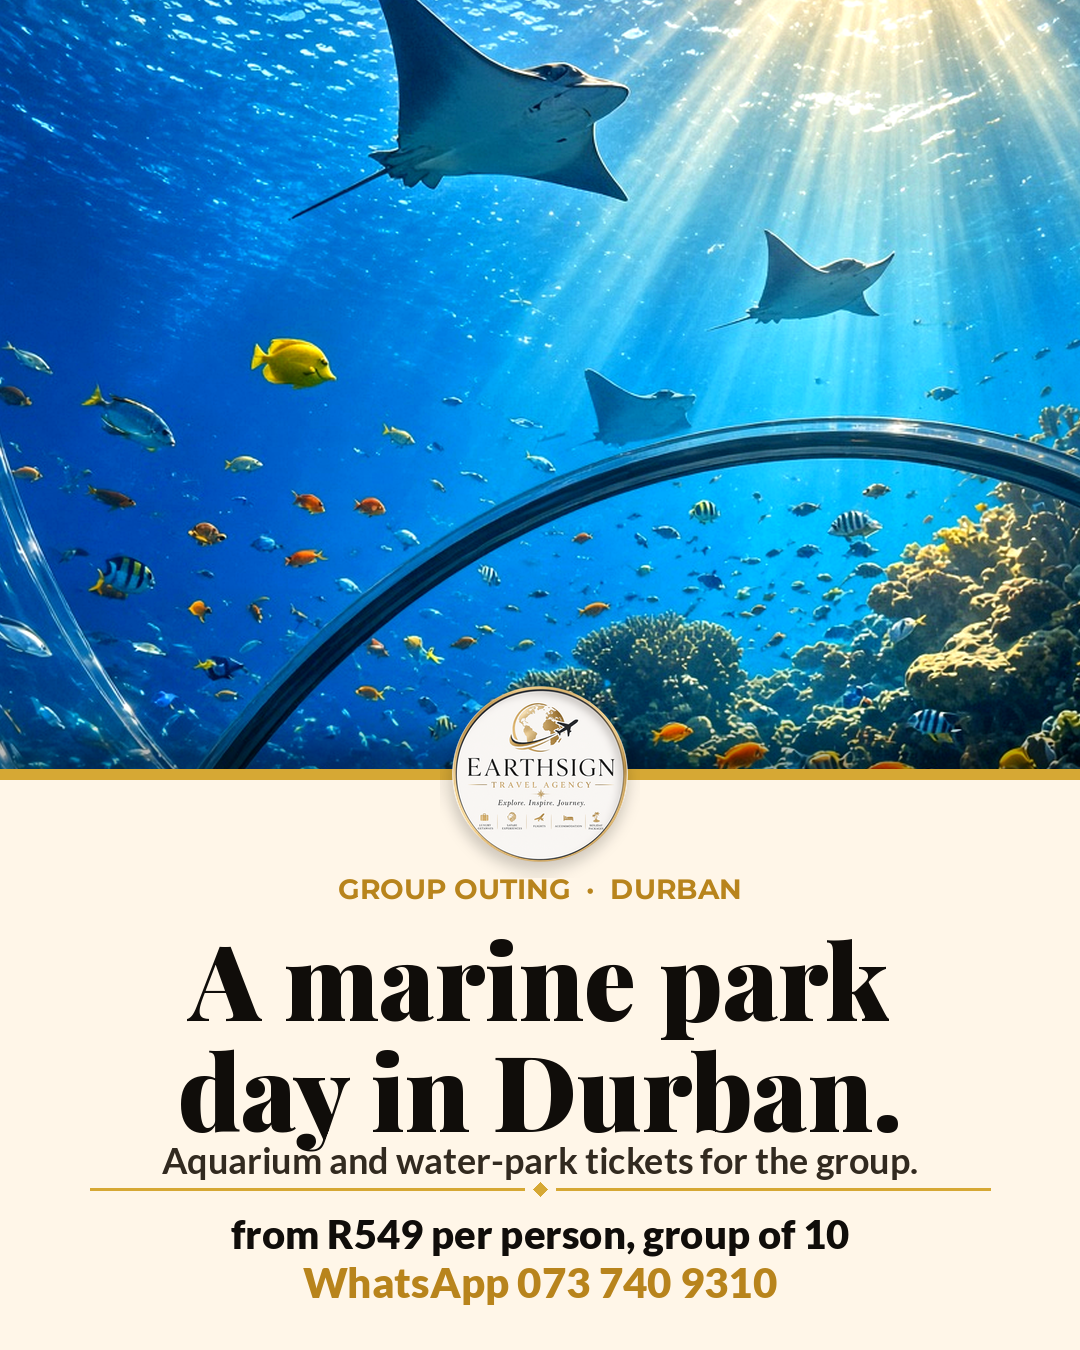 EARTHSIGN
TRAVEL AGENCY
Explore. Inspire. Journey.
GROUP OUTING · DURBAN
A marine park
day in Durban.
Aquarium and water-park tickets for the group.
from R549 per person, group of 10
WhatsApp 073 740 9310